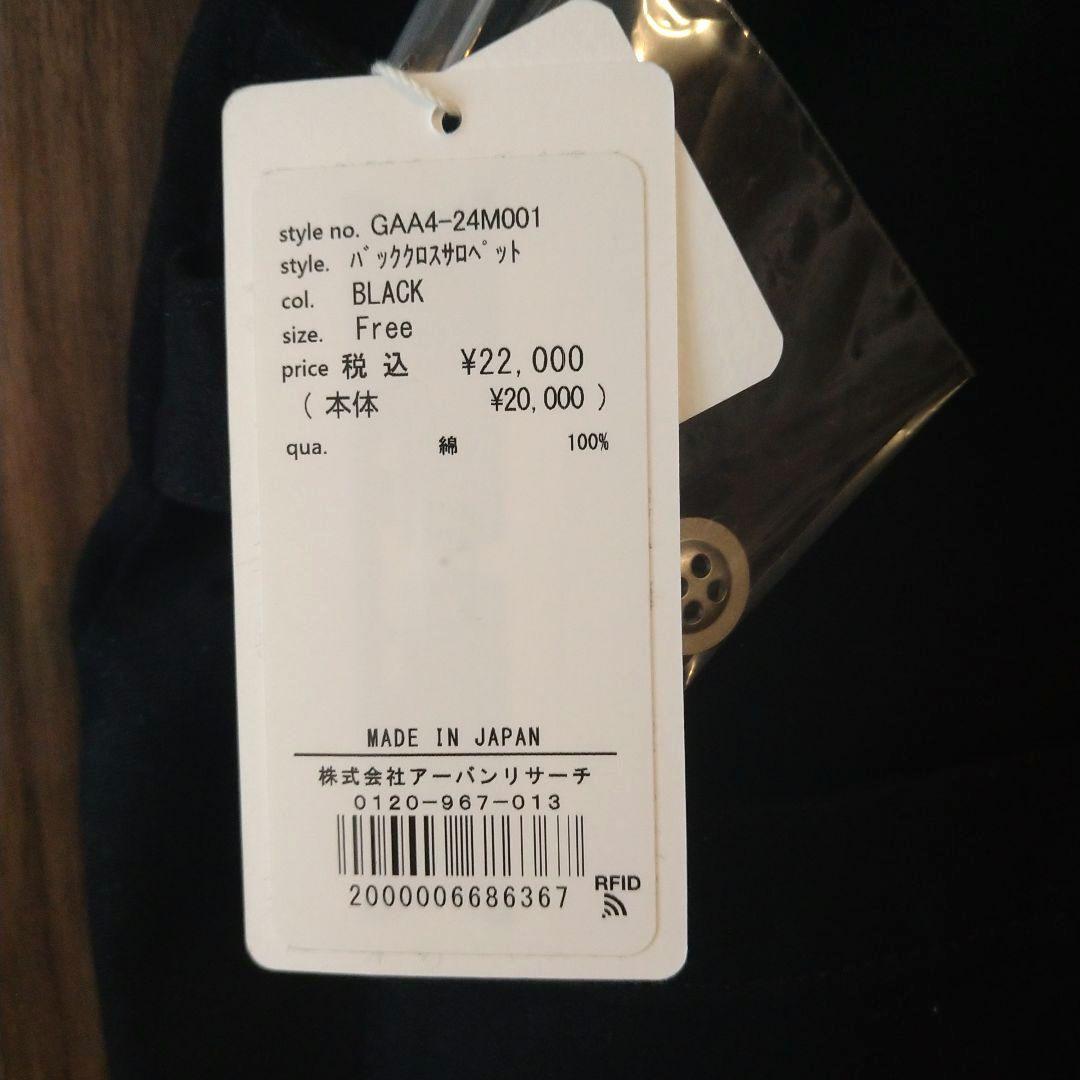 style no. GAA4-24M001
style. ﾊﾞｯｸｸﾛｽｻﾛﾍﾟｯﾄ
col. BLACK
size. Free
price 税 込 ¥22,000
( 本体 ¥20,000 )
qua. 綿 100%
MADE IN JAPAN
株式会社アーバンリサーチ
0120-967-013
2000006686367
RFID